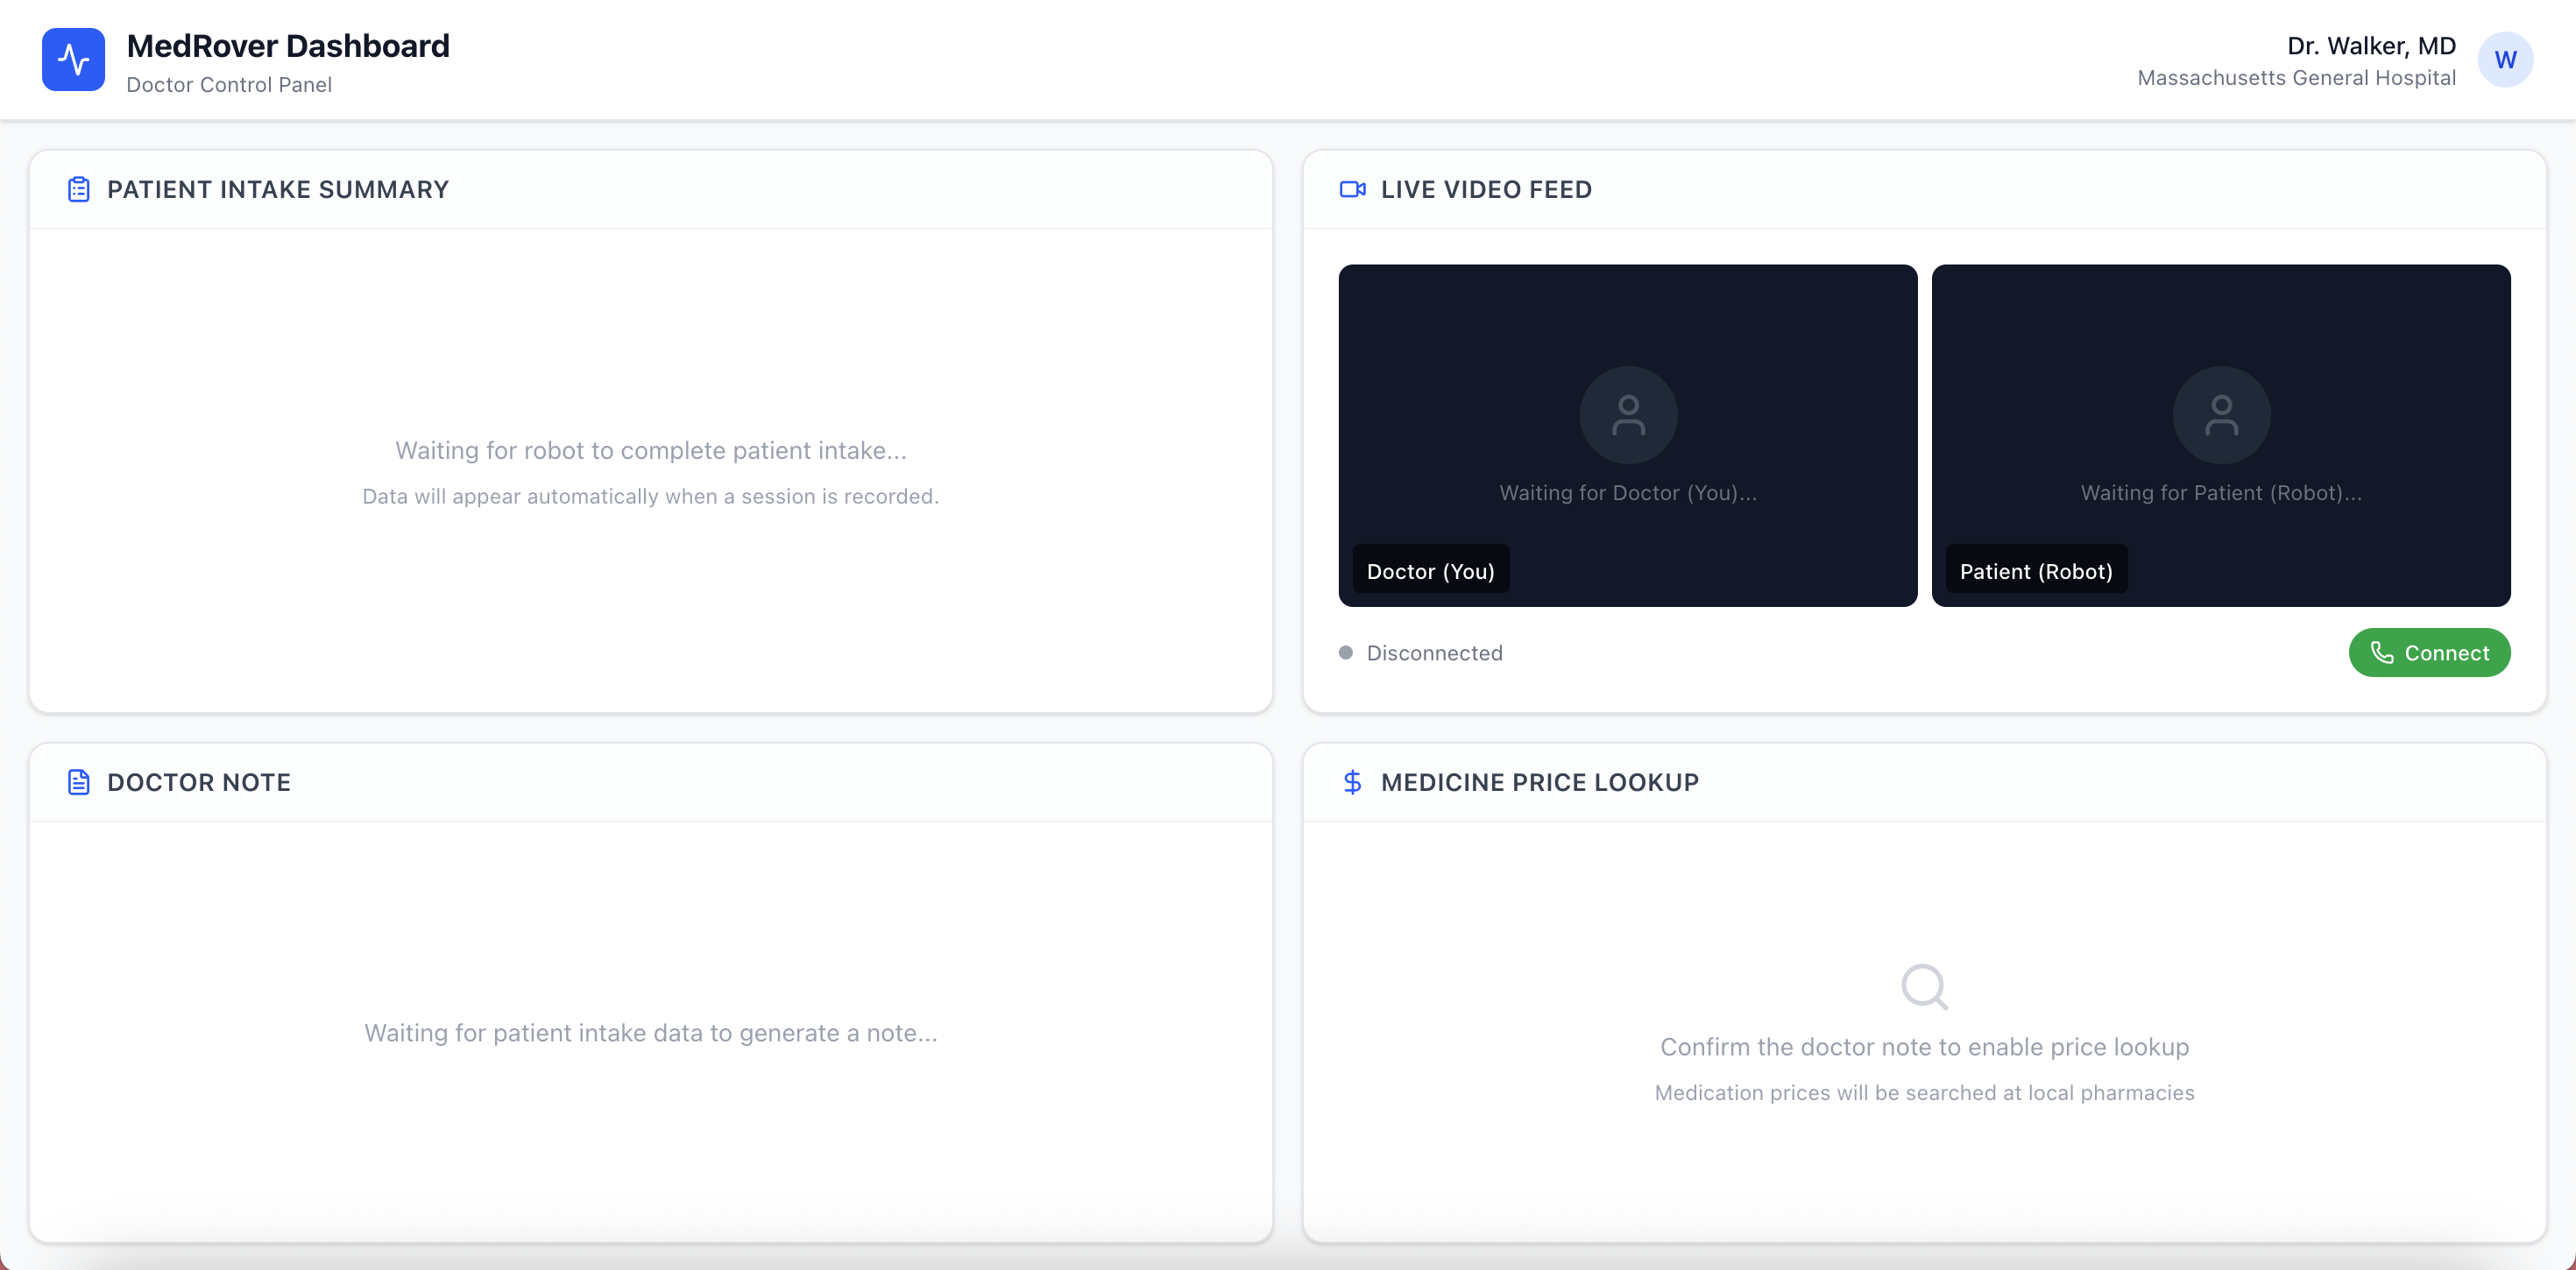 MedRover Dashboard
Doctor Control Panel
Dr. Walker, MD
Massachusetts General Hospital
W
PATIENT INTAKE SUMMARY
Waiting for robot to complete patient intake...
Data will appear automatically when a session is recorded.
LIVE VIDEO FEED
Waiting for Doctor (You)...
Doctor (You)
Waiting for Patient (Robot)...
Patient (Robot)
Disconnected
Connect
DOCTOR NOTE
Waiting for patient intake data to generate a note...
MEDICINE PRICE LOOKUP
Confirm the doctor note to enable price lookup
Medication prices will be searched at local pharmacies